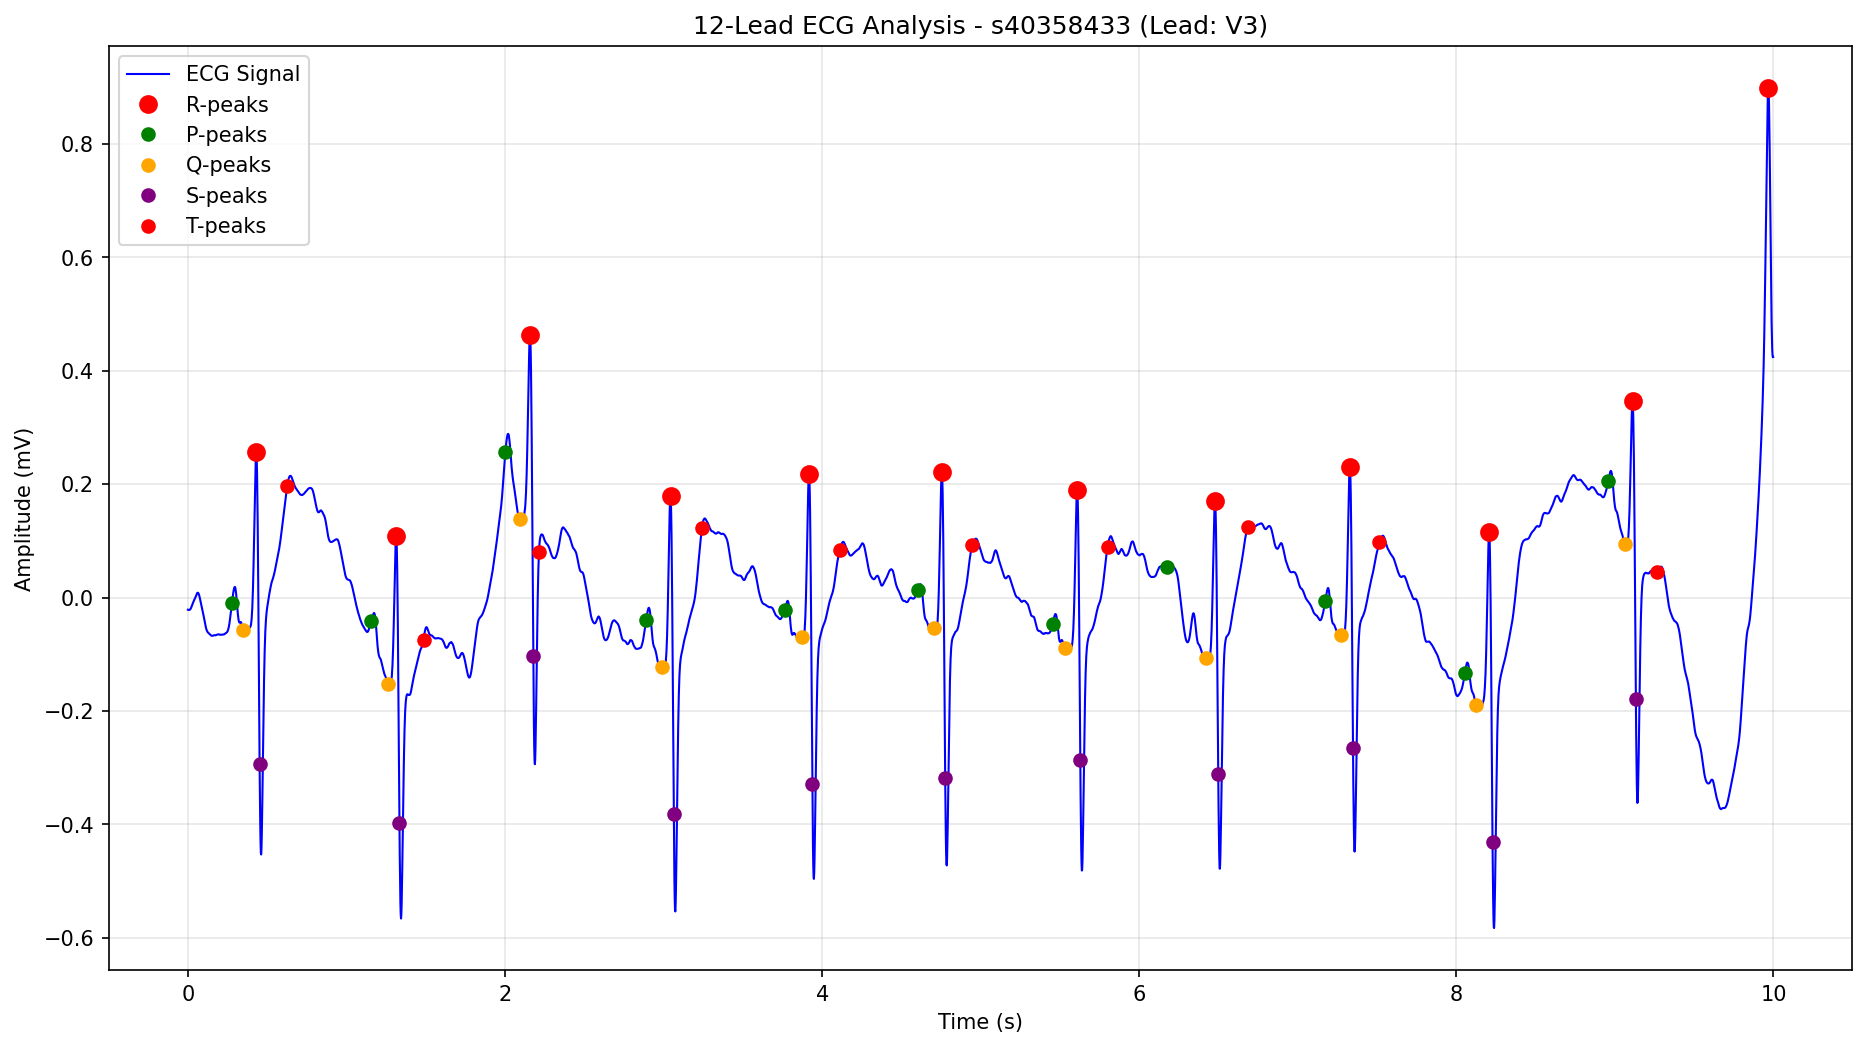 12-Lead ECG Analysis - s40358433 (Lead: V3)
ECG Signal
R-peaks
P-peaks
Q-peaks
S-peaks
T-peaks
Amplitude (mV)
0.8
0.6
0.4
0.2
0.0
−0.2
−0.4
−0.6
0 2 4 6 8 10
Time (s)